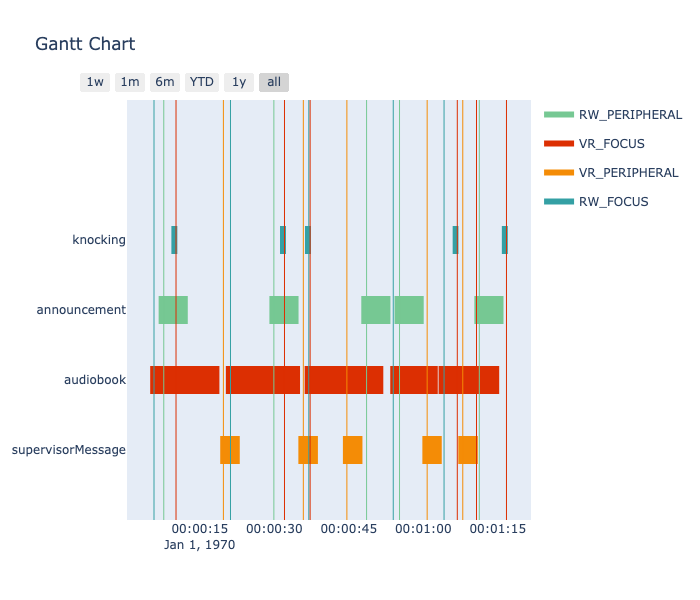 Gantt Chart
1w 1m 6m YTD 1y all
RW_PERIPHERAL
VR_FOCUS
VR_PERIPHERAL
RW_FOCUS
knocking
announcement
audiobook
supervisorMessage
00:00:15 00:00:30 00:00:45 00:01:00 00:01:15
Jan 1, 1970